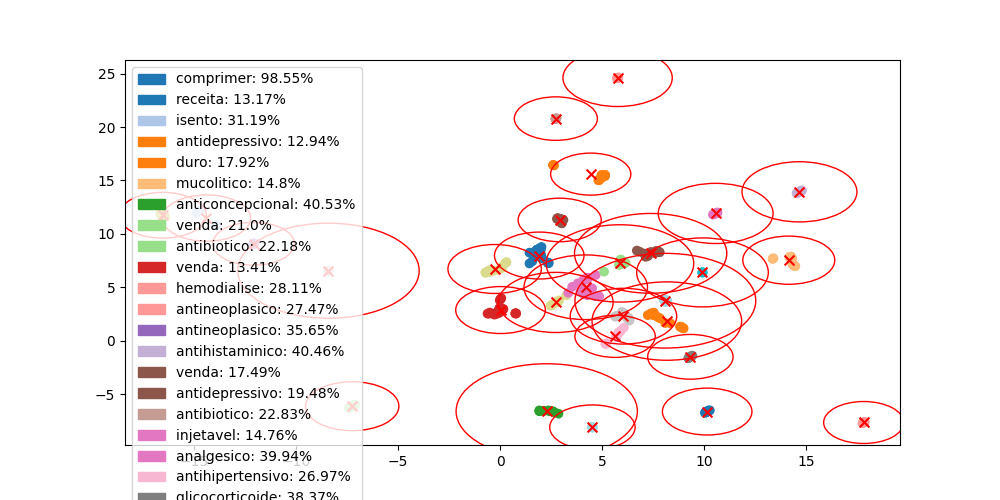 25
20
15
10
5
0
−5
comprimer: 98.55%
receita: 13.17%
isento: 31.19%
antidepressivo: 12.94%
duro: 17.92%
mucolitico: 14.8%
anticoncepcional: 40.53%
venda: 21.0%
antibiotico: 22.18%
venda: 13.41%
hemodialise: 28.11%
antineoplasico: 27.47%
antineoplasico: 35.65%
antihistaminico: 40.46%
venda: 17.49%
antidepressivo: 19.48%
antibiotico: 22.83%
injetavel: 14.76%
analgesico: 39.94%
antihipertensivo: 26.97%
glicocorticoide: 38.37%
−15 −10 −5 0 5 10 15